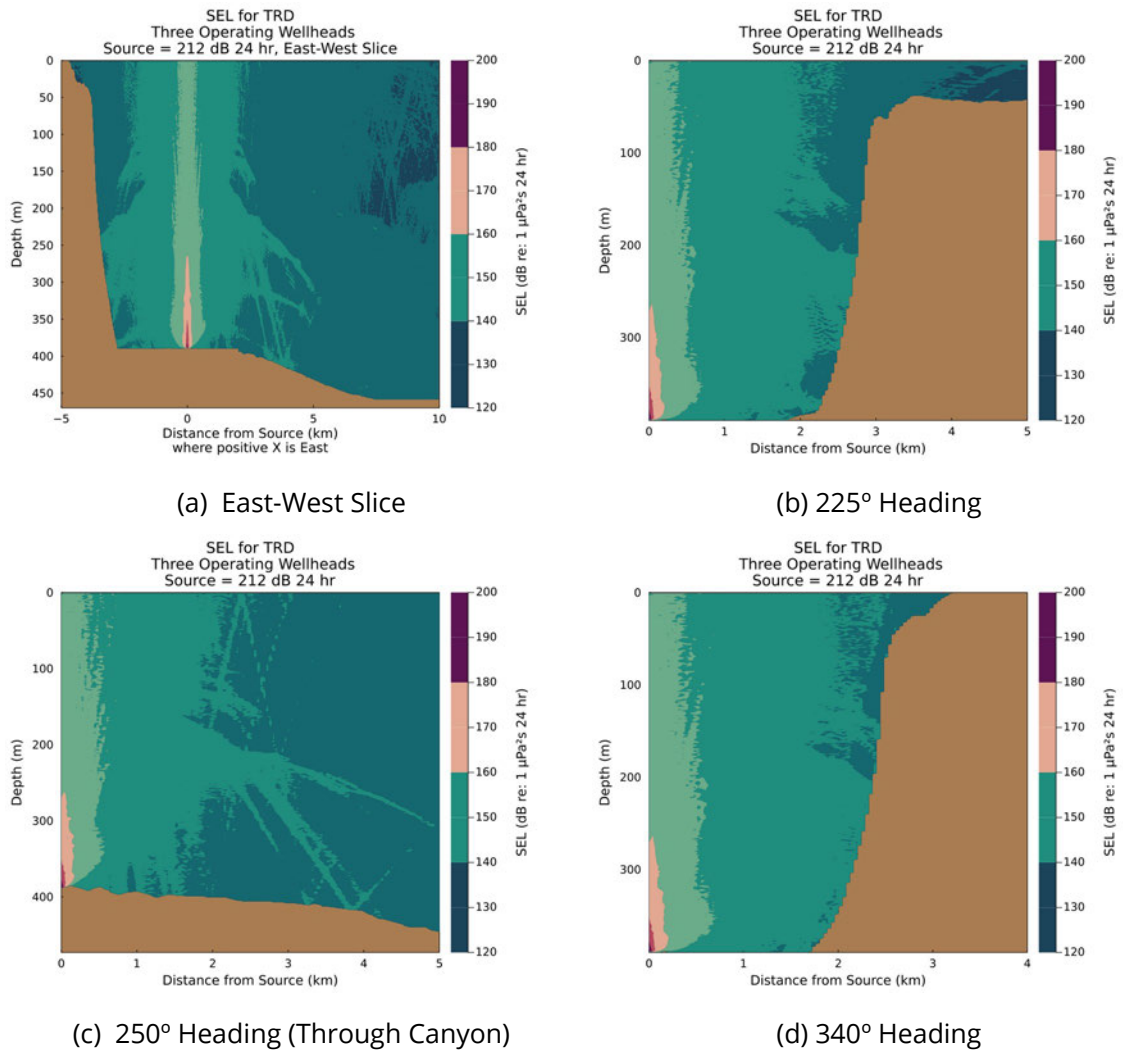 SEL for TRD
Three Operating Wellheads
Source = 212 dB 24 hr, East-West Slice
0
50
100
150
200
250
300
350
400
450
Depth (m)
−5
0
5
10
Distance from Source (km)
where positive X is East
200
190
180
170
160
150
140
130
120
SEL (dB re: 1 μPa²s 24 hr)
(a) East-West Slice
SEL for TRD
Three Operating Wellheads
Source = 212 dB 24 hr
0
100
200
300
Depth (m)
0
1
2
3
4
5
Distance from Source (km)
200
190
180
170
160
150
140
130
120
SEL (dB re: 1 μPa²s 24 hr)
(b) 225º Heading
SEL for TRD
Three Operating Wellheads
Source = 212 dB 24 hr
0
100
200
300
400
Depth (m)
0
1
2
3
4
5
Distance from Source (km)
200
190
180
170
160
150
140
130
120
SEL (dB re: 1 μPa²s 24 hr)
(c) 250º Heading (Through Canyon)
SEL for TRD
Three Operating Wellheads
Source = 212 dB 24 hr
0
100
200
300
Depth (m)
0
1
2
3
4
Distance from Source (km)
200
190
180
170
160
150
140
130
120
SEL (dB re: 1 μPa²s 24 hr)
(d) 340º Heading